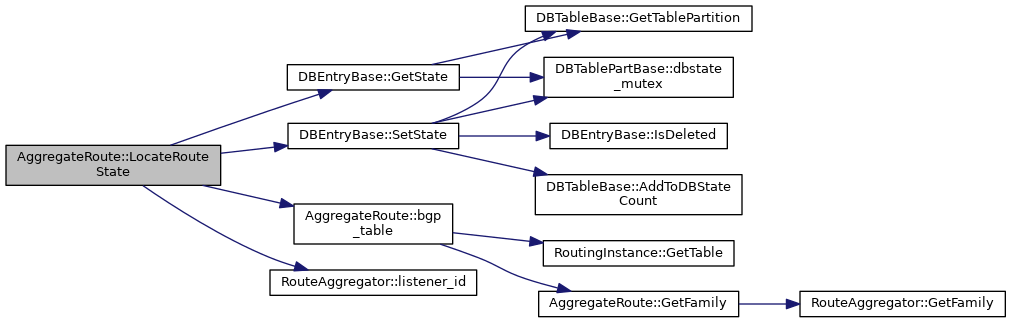 DBTableBase::GetTablePartition
DBEntryBase::GetState
DBTablePartBase::dbstate
_mutex
DBEntryBase::SetState
DBEntryBase::IsDeleted
AggregateRoute::LocateRoute
State
DBTableBase::AddToDBState
Count
AggregateRoute::bgp
_table
RoutingInstance::GetTable
RouteAggregator::listener_id
AggregateRoute::GetFamily
RouteAggregator::GetFamily